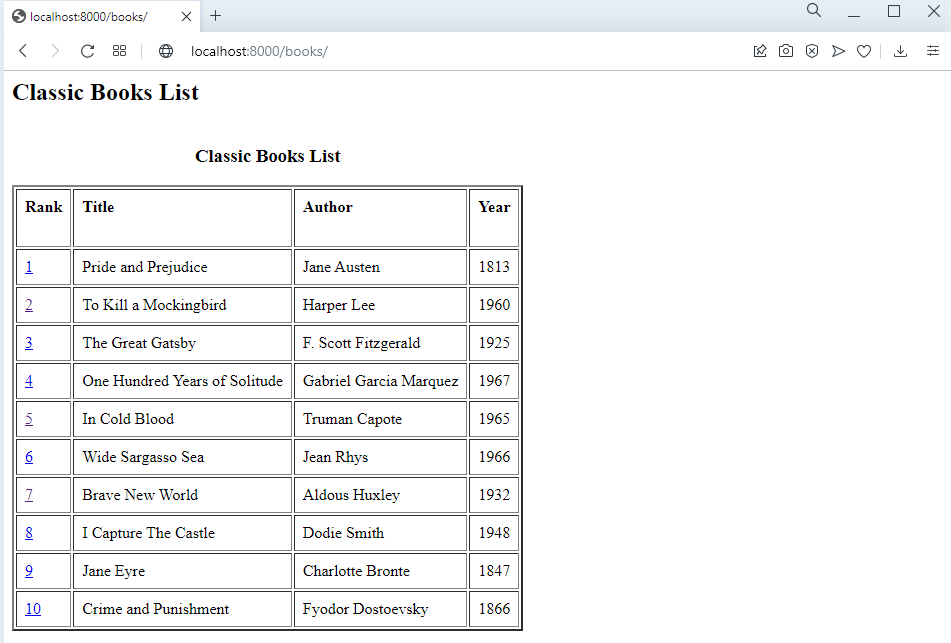 localhost:8000/books/
localhost:8000/books/
Classic Books List
Classic Books List
Rank Title Author Year
1 Pride and Prejudice Jane Austen 1813
2 To Kill a Mockingbird Harper Lee 1960
3 The Great Gatsby F. Scott Fitzgerald 1925
4 One Hundred Years of Solitude Gabriel Garcia Marquez 1967
5 In Cold Blood Truman Capote 1965
6 Wide Sargasso Sea Jean Rhys 1966
7 Brave New World Aldous Huxley 1932
8 I Capture The Castle Dodie Smith 1948
9 Jane Eyre Charlotte Bronte 1847
10 Crime and Punishment Fyodor Dostoevsky 1866